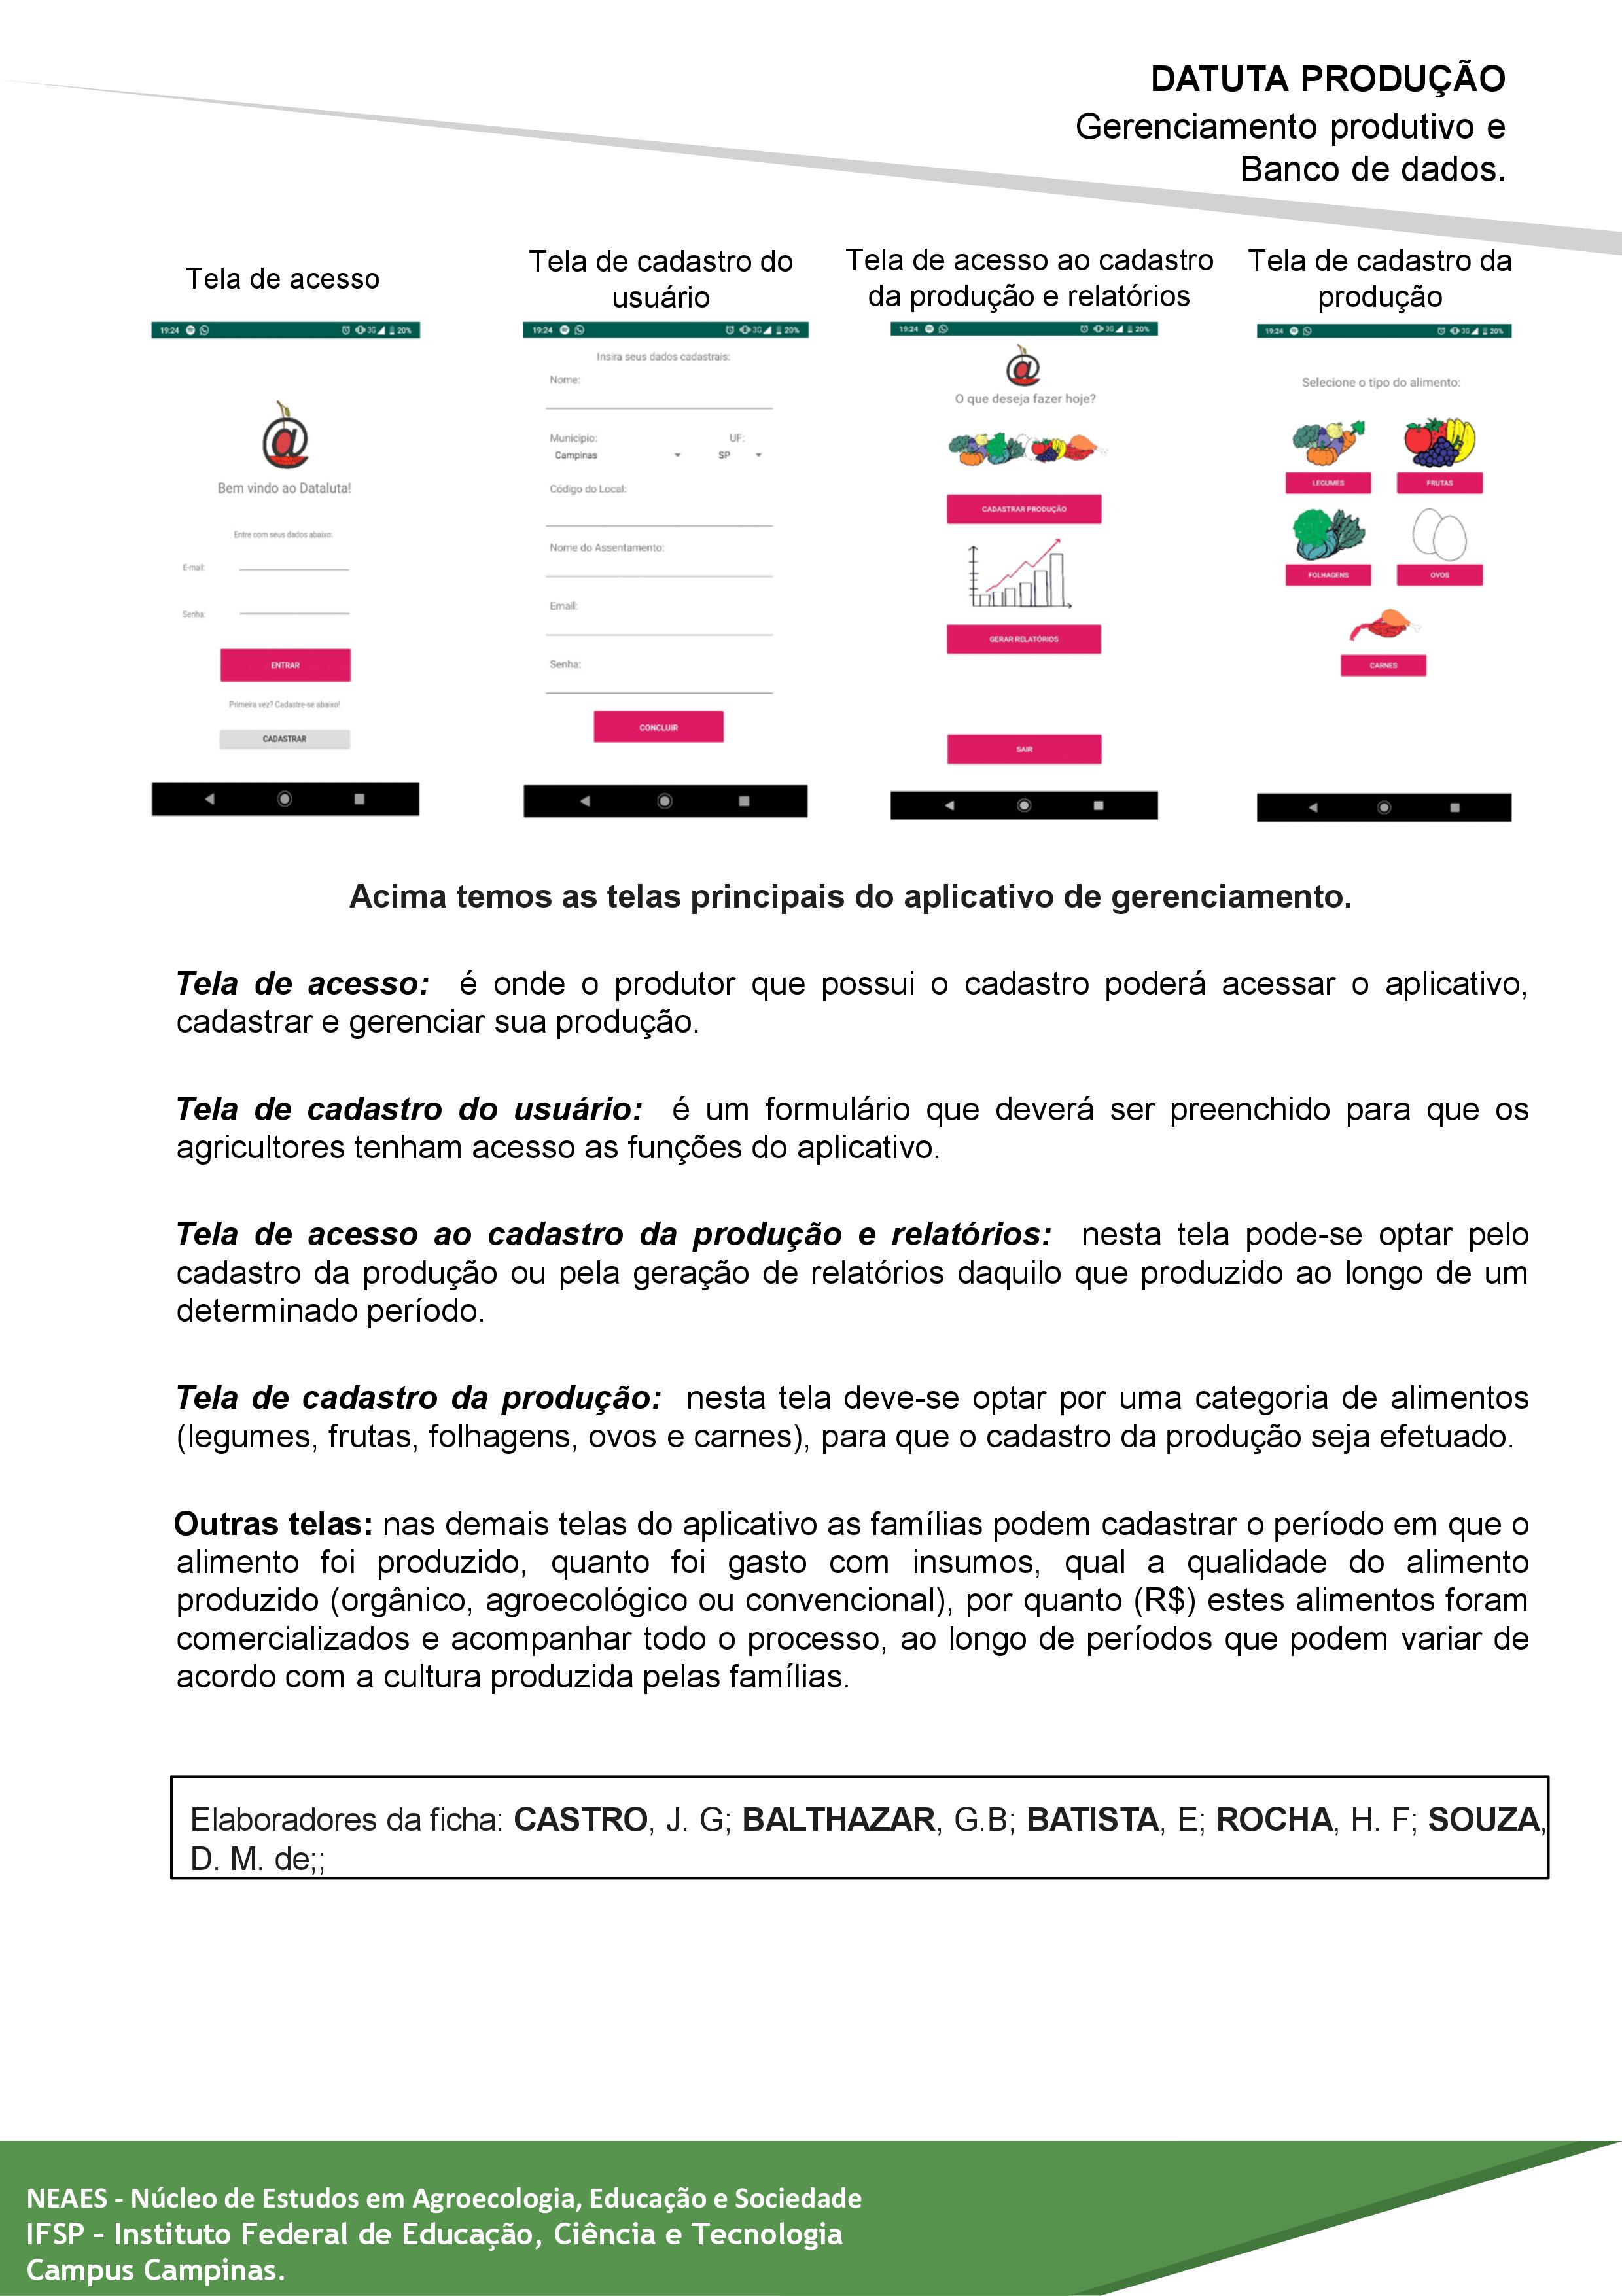 DATUTA PRODUÇÃO
Gerenciamento produtivo e
Banco de dados.
Tela de acesso
19:24 3G 20%
Bem vindo ao Dataluta!
Entre com seus dados abaixo:
E-mail:
Senha:
ENTRAR
Primeira vez? Cadastre-se abaixo!
CADASTRAR
Tela de cadastro do
usuário
19:24 3G 20%
Insira seus dados cadastrais:
Nome:
Município: UF:
Campinas SP
Código do Local:
Nome do Assentamento:
Email:
Senha:
CONCLUIR
Tela de acesso ao cadastro
da produção e relatórios
19:24 3G 20%
O que deseja fazer hoje?
CADASTRAR PRODUÇÃO
GERAR RELATÓRIOS
SAIR
Tela de cadastro da
produção
19:24 3G 20%
Selecione o tipo do alimento:
LEGUMES FRUTAS
FOLHAGENS OVOS
CARNES
Acima temos as telas principais do aplicativo de gerenciamento.
Tela de acesso: é onde o produtor que possui o cadastro poderá acessar o aplicativo,
cadastrar e gerenciar sua produção.
Tela de cadastro do usuário: é um formulário que deverá ser preenchido para que os
agricultores tenham acesso as funções do aplicativo.
Tela de acesso ao cadastro da produção e relatórios: nesta tela pode-se optar pelo
cadastro da produção ou pela geração de relatórios daquilo que produzido ao longo de um
determinado período.
Tela de cadastro da produção: nesta tela deve-se optar por uma categoria de alimentos
(legumes, frutas, folhagens, ovos e carnes), para que o cadastro da produção seja efetuado.
Outras telas: nas demais telas do aplicativo as famílias podem cadastrar o período em que o
alimento foi produzido, quanto foi gasto com insumos, qual a qualidade do alimento
produzido (orgânico, agroecológico ou convencional), por quanto (R$) estes alimentos foram
comercializados e acompanhar todo o processo, ao longo de períodos que podem variar de
acordo com a cultura produzida pelas famílias.
Elaboradores da ficha: CASTRO, J. G; BALTHAZAR, G.B; BATISTA, E; ROCHA, H. F; SOUZA,
D. M. de;;
NEAES - Núcleo de Estudos em Agroecologia, Educação e Sociedade
IFSP - Instituto Federal de Educação, Ciência e Tecnologia
Campus Campinas.